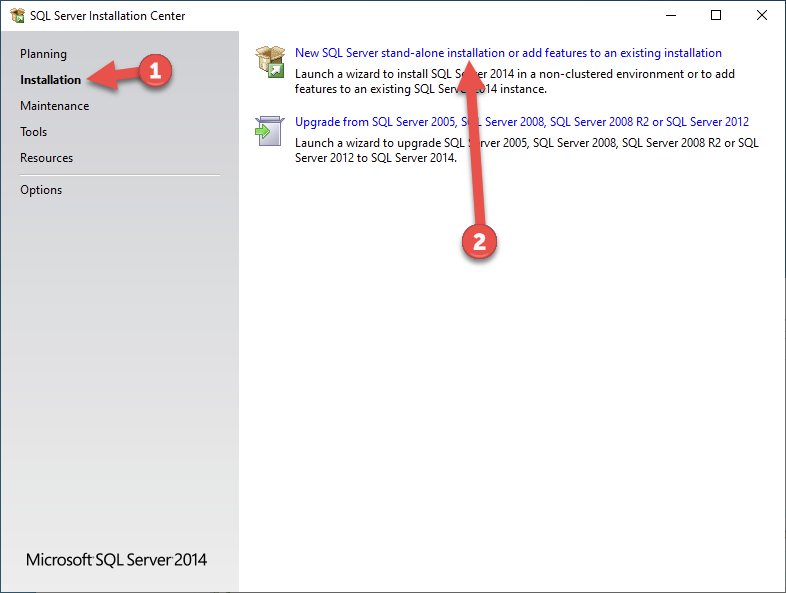 SQL Server Installation Center
Planning
Installation
Maintenance
Tools
Resources
Options
1
New SQL Server stand-alone installation or add features to an existing installation
Launch a wizard to install SQL Server 2014 in a non-clustered environment or to add
features to an existing SQL Server 2014 instance.
Upgrade from SQL Server 2005, SQL Server 2008, SQL Server 2008 R2 or SQL Server 2012
Launch a wizard to upgrade SQL Server 2005, SQL Server 2008, SQL Server 2008 R2 or SQL
Server 2012 to SQL Server 2014.
2
Microsoft SQL Server 2014